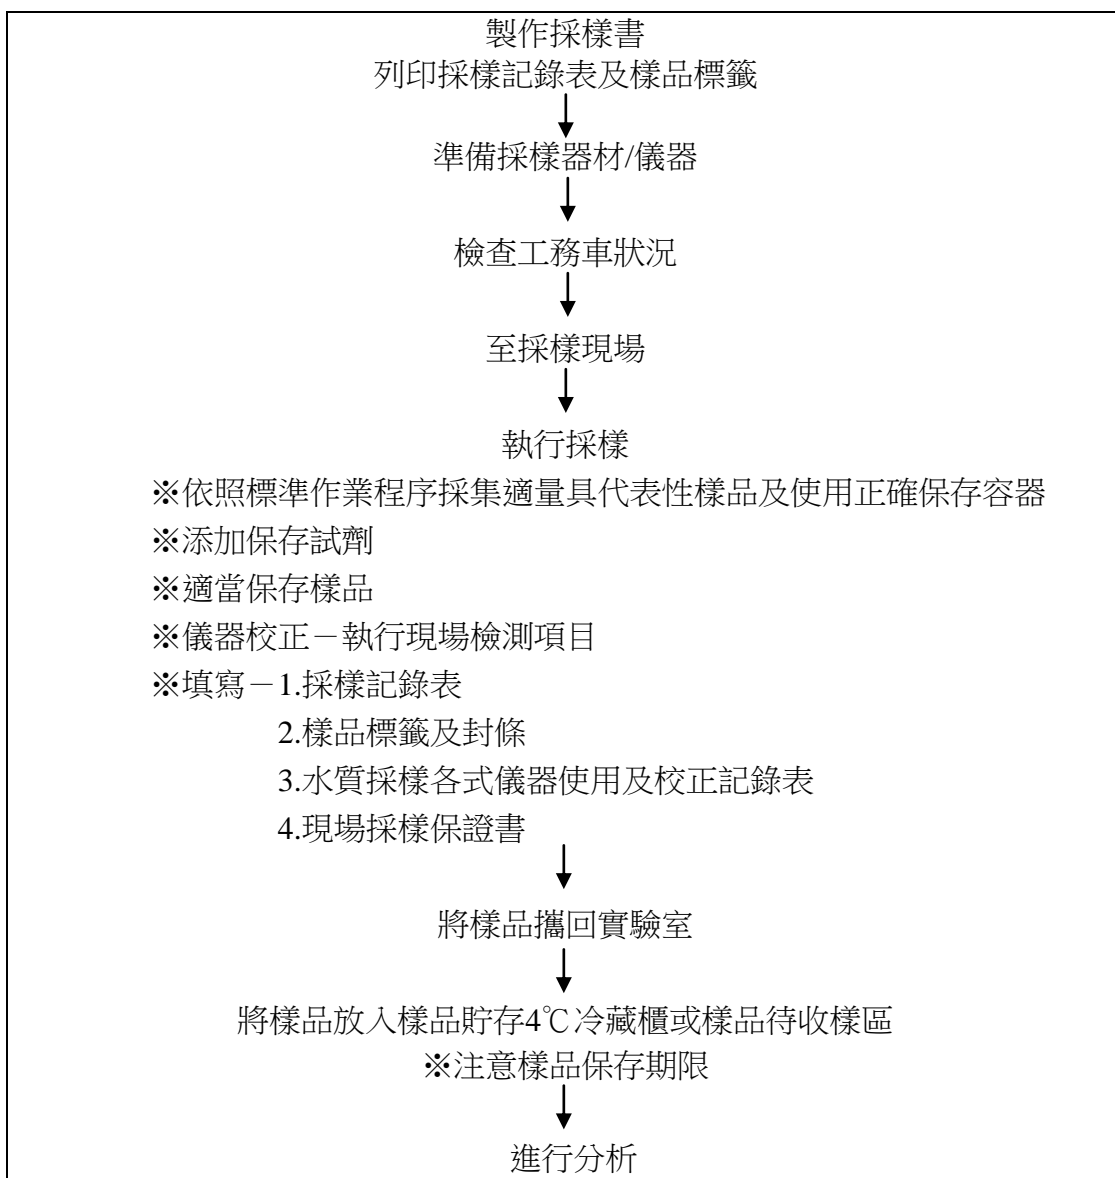 製作採樣書
列印採樣記錄表及樣品標籤
準備採樣器材/儀器
檢查工務車狀況
至採樣現場
執行採樣
※依照標準作業程序採集適量具代表性樣品及使用正確保存容器
※添加保存試劑
※適當保存樣品
※儀器校正－執行現場檢測項目
※填寫－1.採樣記錄表
2.樣品標籤及封條
3.水質採樣各式儀器使用及校正記錄表
4.現場採樣保證書
將樣品攜回實驗室
將樣品放入樣品貯存4℃冷藏櫃或樣品待收樣區
※注意樣品保存期限
進行分析